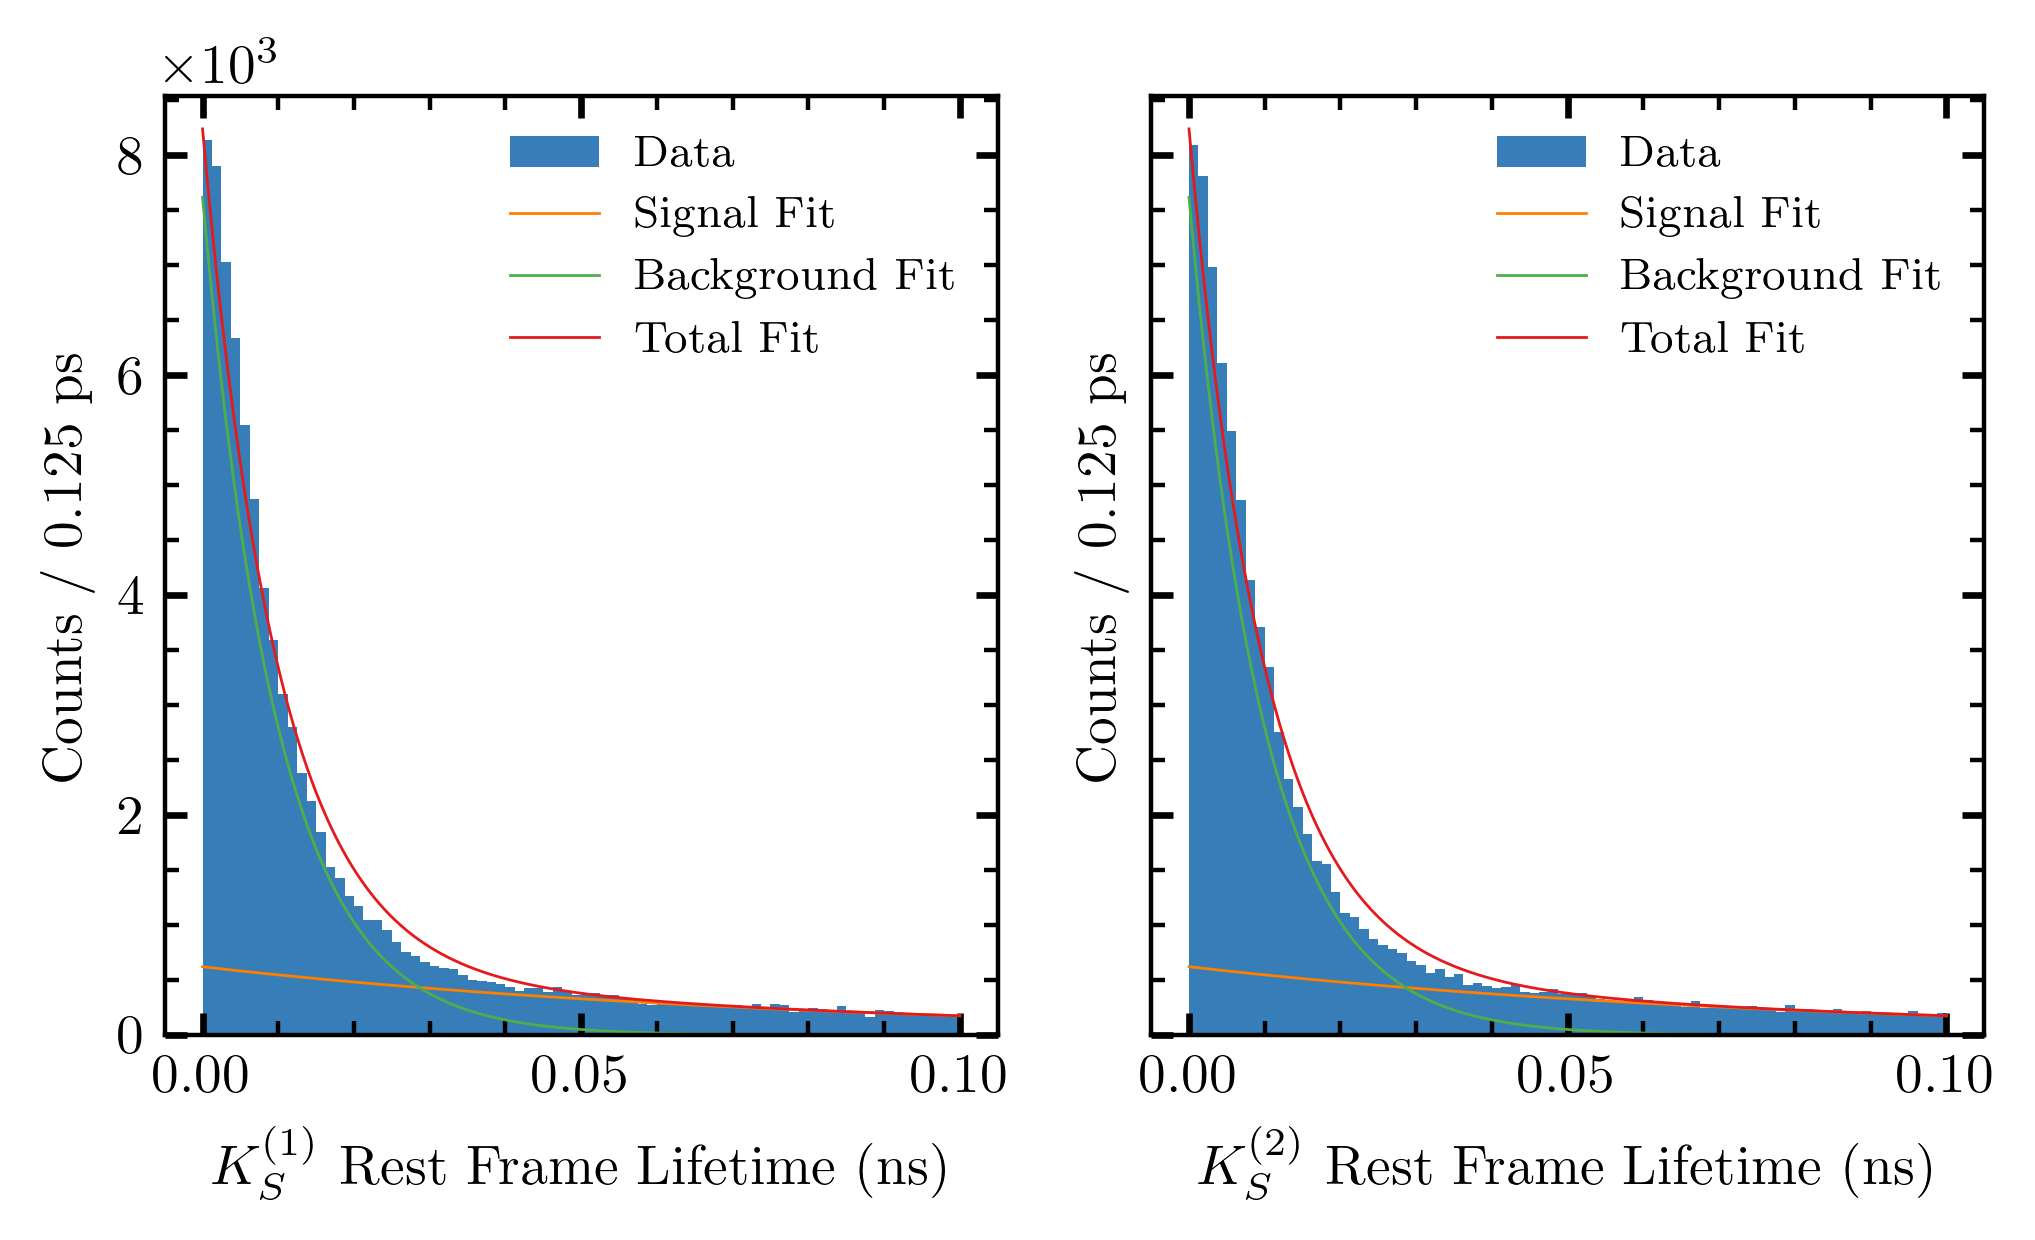 ×10³
8
6
4
2
0
Counts / 0.125 ps
Data
Signal Fit
Background Fit
Total Fit
0.00 0.05 0.10
K_S^(1) Rest Frame Lifetime (ns)
Counts / 0.125 ps
Data
Signal Fit
Background Fit
Total Fit
0.00 0.05 0.10
K_S^(2) Rest Frame Lifetime (ns)